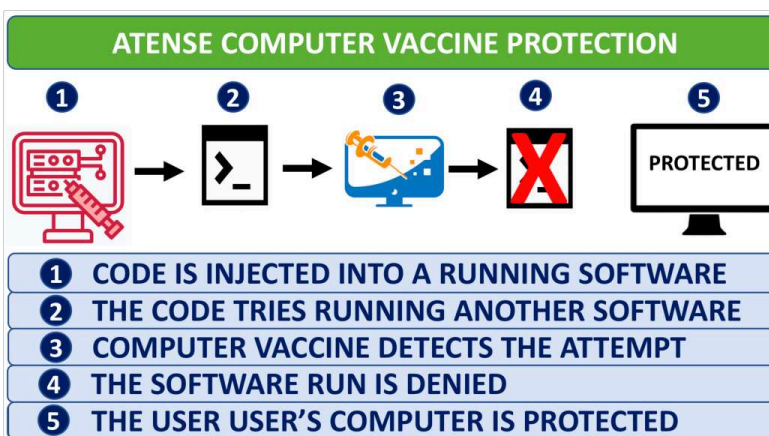 ATENSE COMPUTER VACCINE PROTECTION
1 2 3 4 5
>_
PROTECTED
1 CODE IS INJECTED INTO A RUNNING SOFTWARE
2 THE CODE TRIES RUNNING ANOTHER SOFTWARE
3 COMPUTER VACCINE DETECTS THE ATTEMPT
4 THE SOFTWARE RUN IS DENIED
5 THE USER USER'S COMPUTER IS PROTECTED